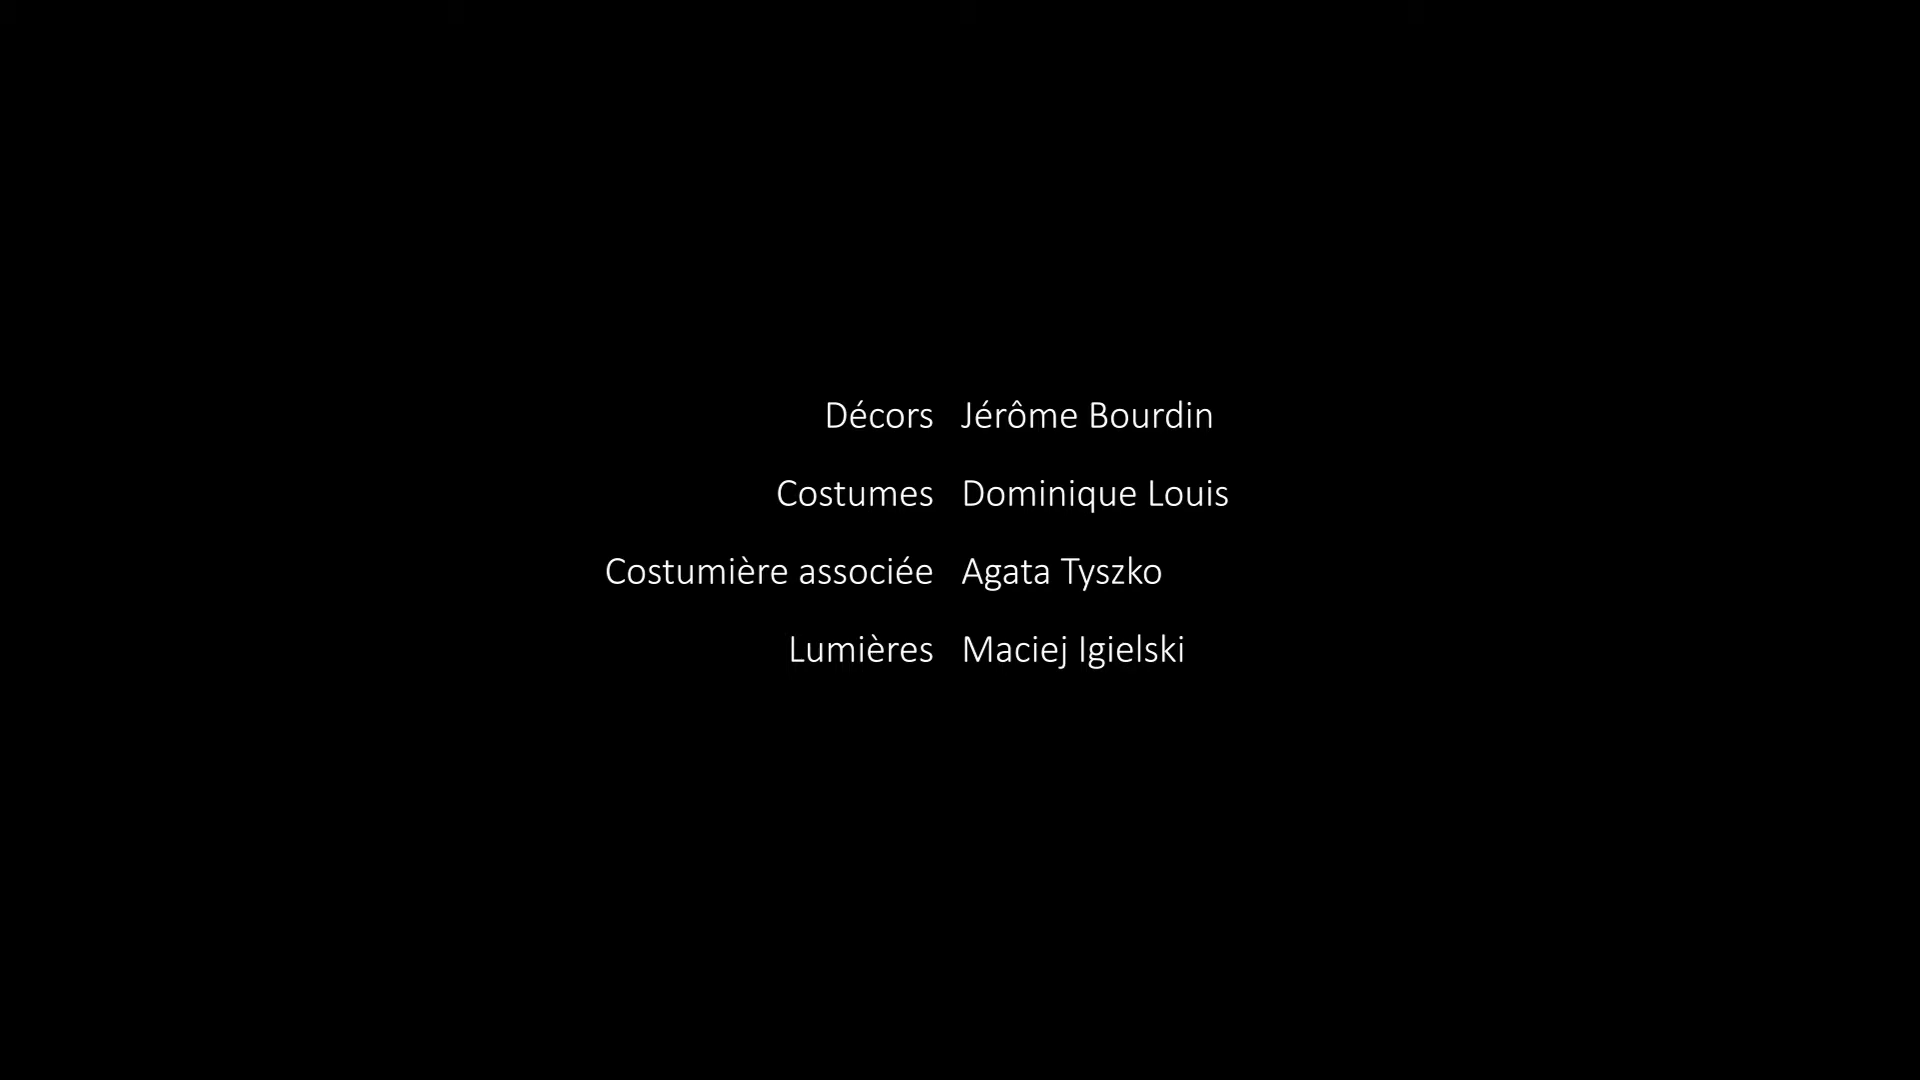 Décors Jérôme Bourdin
Costumes Dominique Louis
Costumière associée Agata Tyszko
Lumières Maciej Igielski